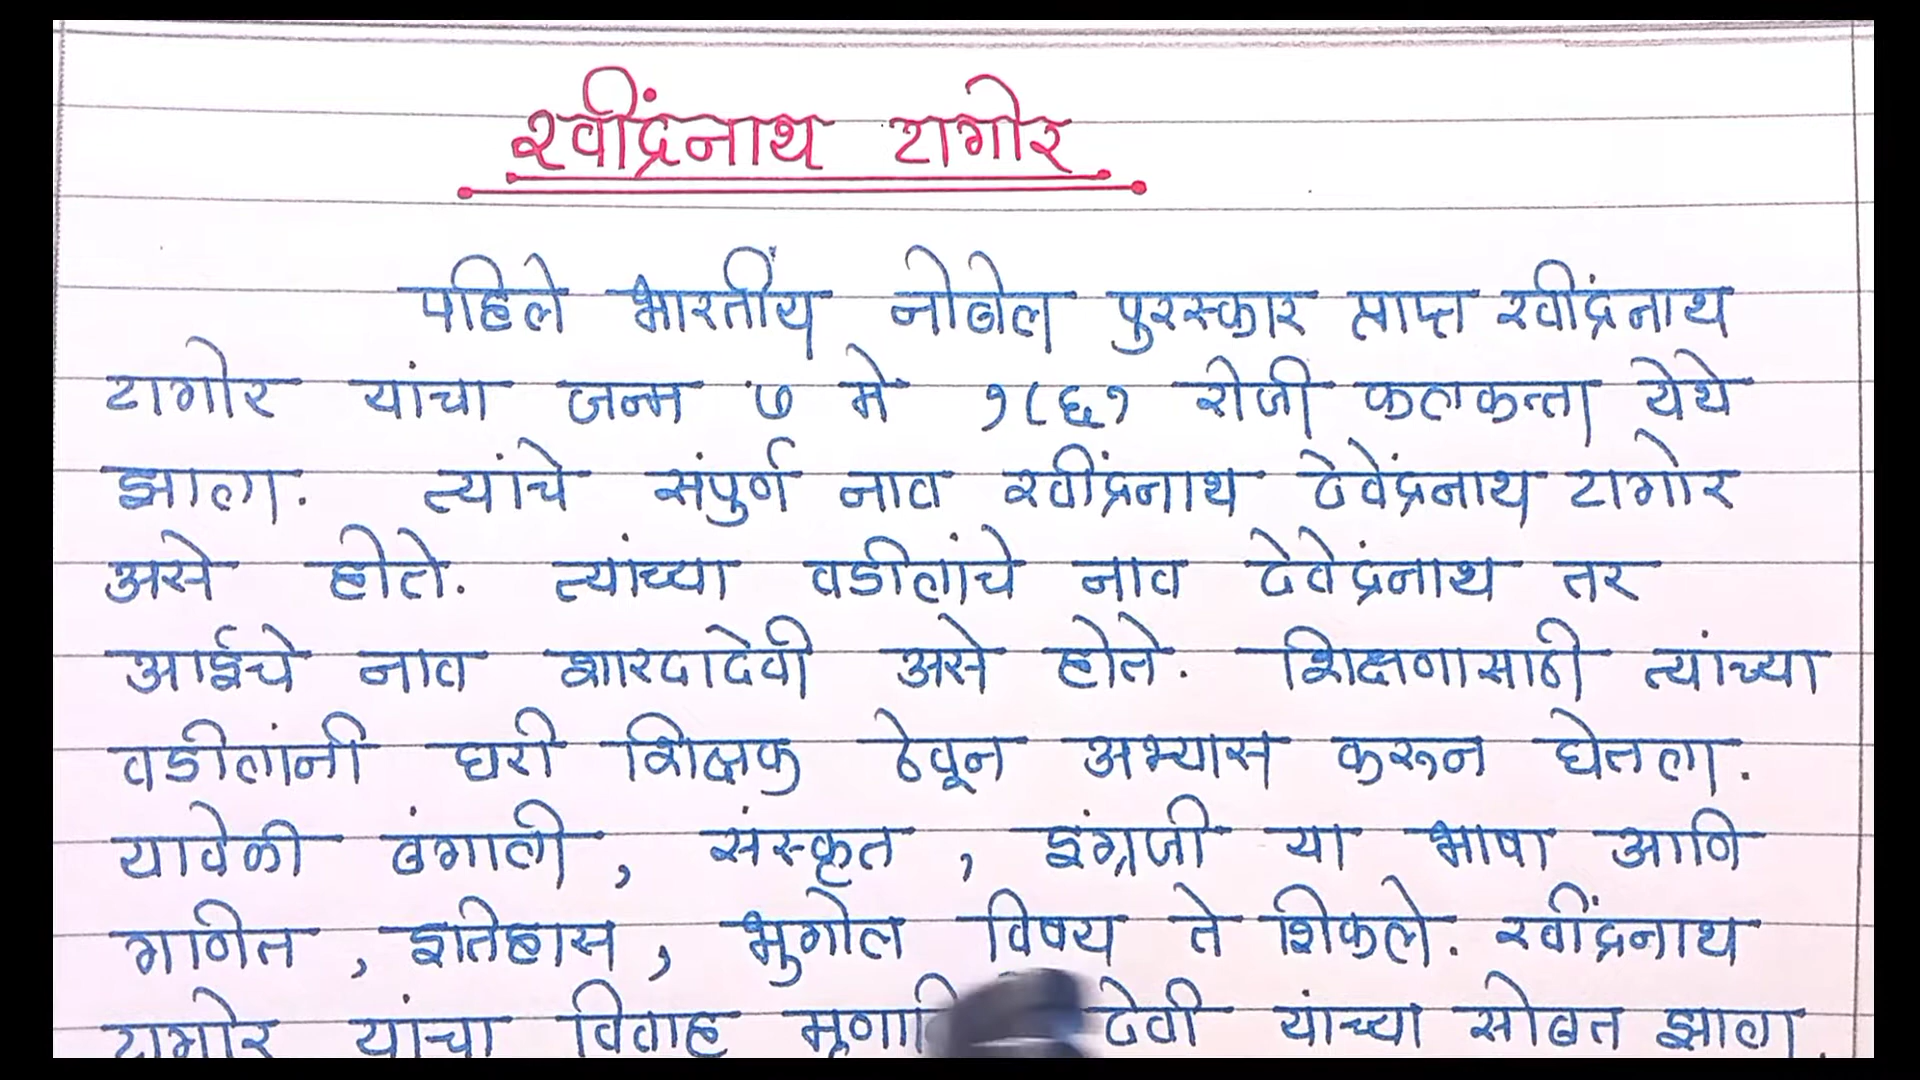 रवींद्रनाथ टागोर
पहिले भारतीय नोबेल पुरस्कार प्राप्त रवींद्रनाथ
टागोर यांचा जन्म ७ मे १८६१ रोजी कलकत्ता येथे
झाला. त्यांचे संपुर्ण नाव रवींद्रनाथ देवेंद्रनाथ टागोर
असे होते. त्यांच्या वडीलांचे नाव देवेंद्रनाथ तर
आईचे नाव शारदादेवी असे होते. शिक्षणासाठी त्यांच्या
वडीलांनी घरी शिक्षक ठेवून अभ्यास करून घेतला.
यावेळी बंगाली, संस्कृत, इंग्रजी या भाषा आणि
गणित, इतिहास, भुगोल विषय ते शिकले. रवींद्रनाथ
टागोर यांचा विवाह देवी यांच्या सोबत झाला.